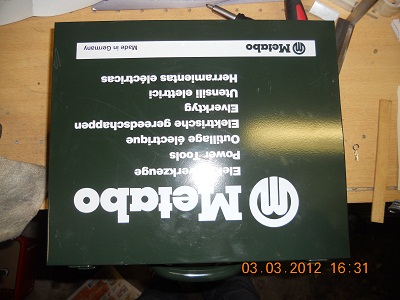 Metabo
Elektrowerkzeuge
Power Tools
Outillage électrique
Elektrische gereedschappen
Elverktyg
Utensili elettrici
Herramientas eléctricas
Metabo Made in Germany
03.03.2012 16:31